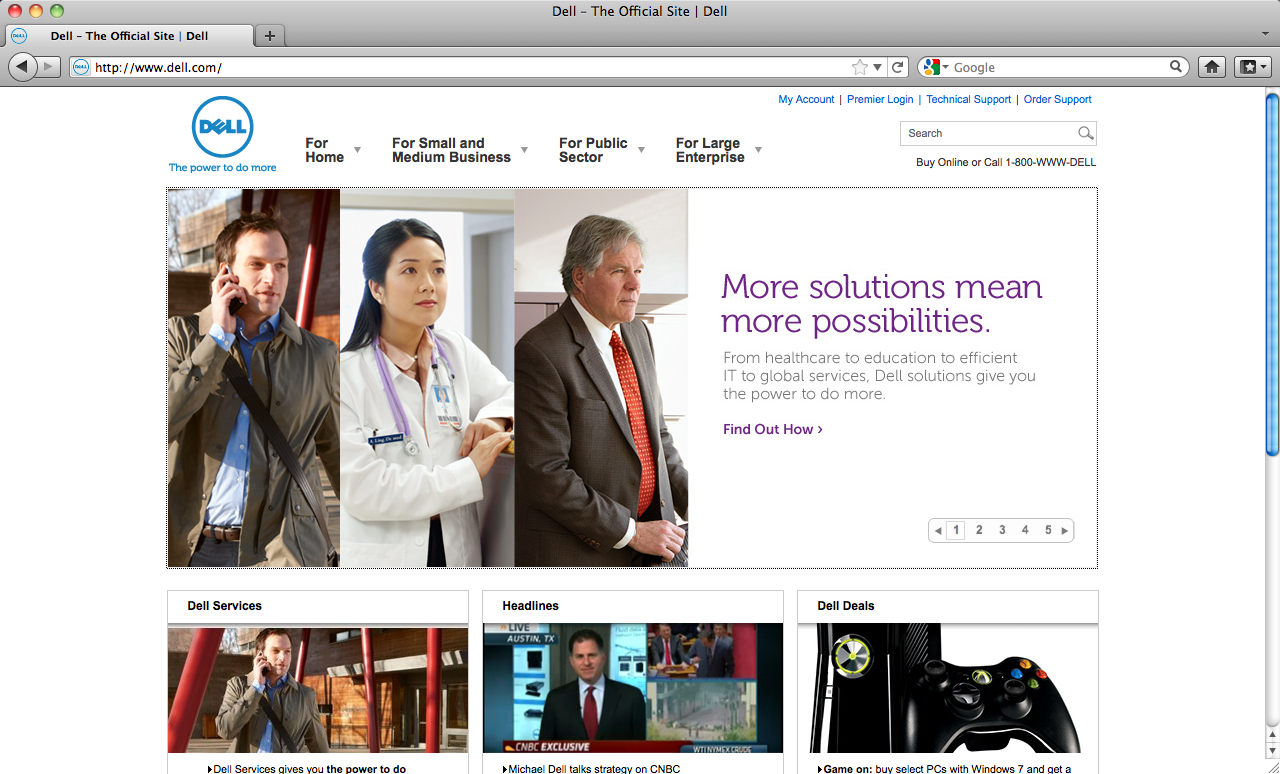 Dell – The Official Site | Dell
Dell – The Official Site | Dell
http://www.dell.com/
Google
My Account | Premier Login | Technical Support | Order Support
DELL
The power to do more
For Home
For Small and Medium Business
For Public Sector
For Large Enterprise
Search
Buy Online or Call 1-800-WWW-DELL
More solutions mean
more possibilities.
From healthcare to education to efficient
IT to global services, Dell solutions give you
the power to do more.
Find Out How ›
1 2 3 4 5
Dell Services
Headlines
Dell Deals
LIVE
AUSTIN, TX
CNBC EXCLUSIVE
WTI NYMEX CRUDE
Dell Services gives you the power to do
Michael Dell talks strategy on CNBC
Game on: buy select PCs with Windows 7 and get a